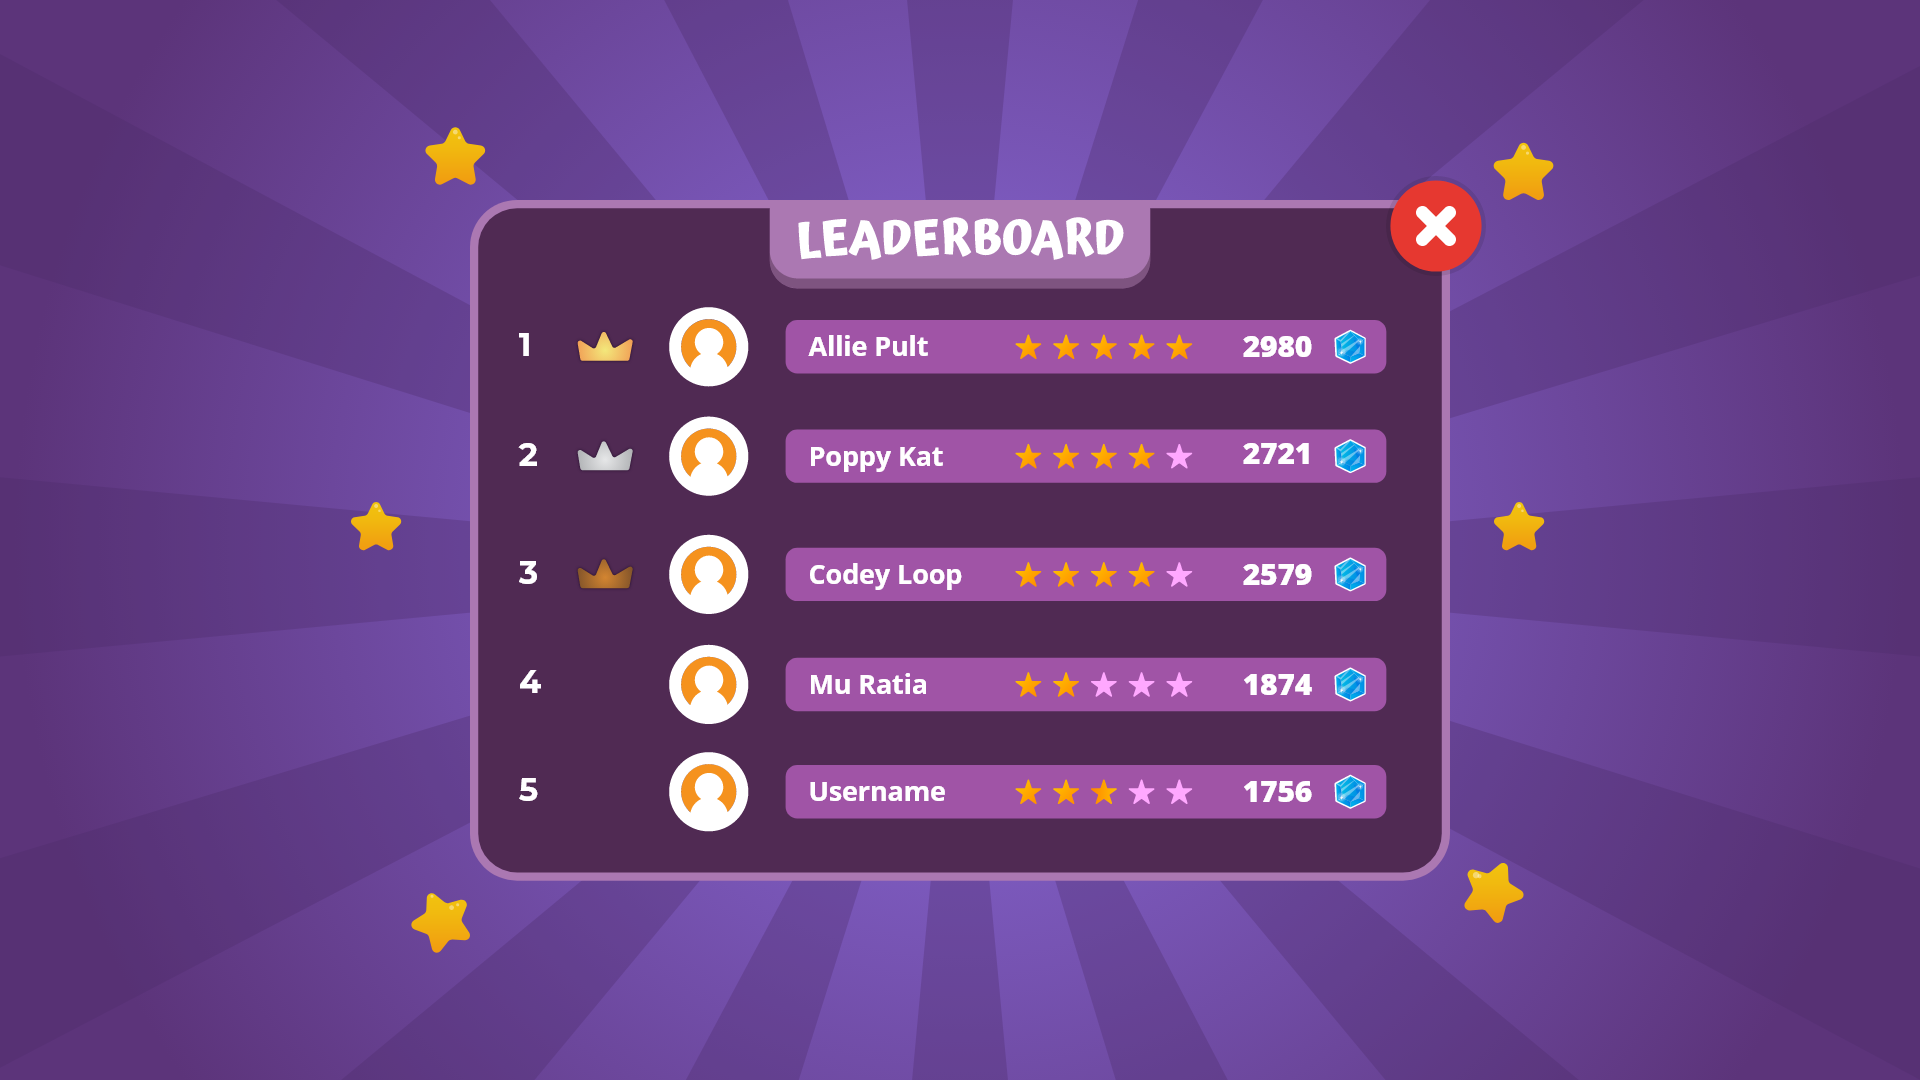 LEADERBOARD
1 Allie Pult 2980
2 Poppy Kat 2721
3 Codey Loop 2579
4 Mu Ratia 1874
5 Username 1756